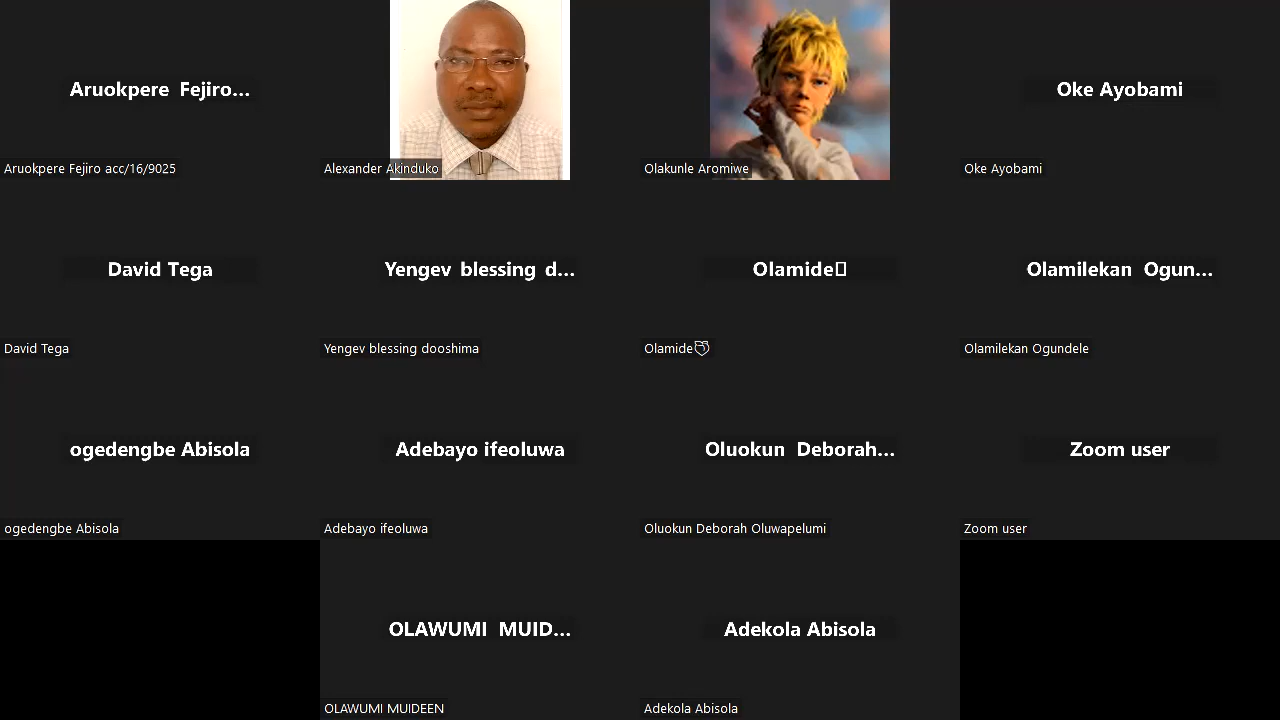 Aruokpere Fejiro...
Aruokpere Fejiro acc/16/9025
Alexander Akinduko
Olakunle Aromiwe
Oke Ayobami
Oke Ayobami
David Tega
David Tega
Yengev blessing d...
Yengev blessing dooshima
Olamide▯
Olamide🍑
Olamilekan Ogun...
Olamilekan Ogundele
ogedengbe Abisola
ogedengbe Abisola
Adebayo ifeoluwa
Adebayo ifeoluwa
Oluokun Deborah...
Oluokun Deborah Oluwapelumi
Zoom user
Zoom user
OLAWUMI MUID...
OLAWUMI MUIDEEN
Adekola Abisola
Adekola Abisola